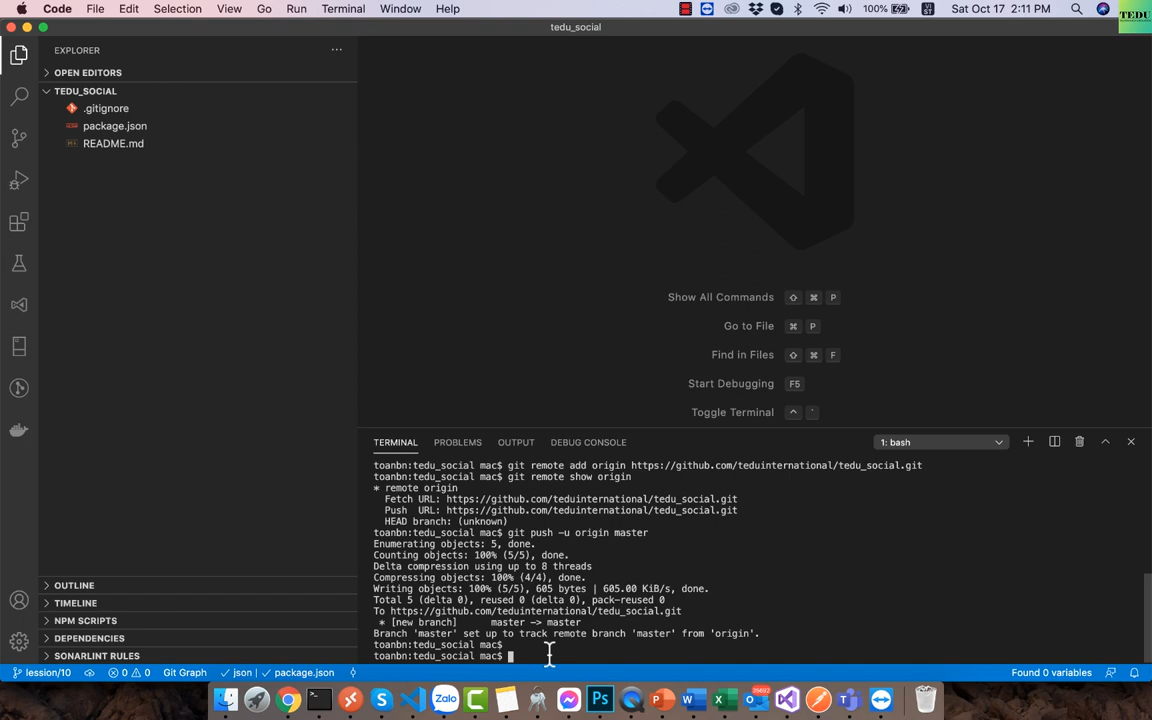 Code File Edit Selection View Go Run Terminal Window Help
100% Sat Oct 17 2:11 PM
TEDU
tedu_social
EXPLORER
OPEN EDITORS
TEDU_SOCIAL
.gitignore
package.json
README.md
OUTLINE
TIMELINE
NPM SCRIPTS
DEPENDENCIES
SONARLINT RULES
Show All Commands ⇧ ⌘ P
Go to File ⌘ P
Find in Files ⇧ ⌘ F
Start Debugging F5
Toggle Terminal ^ `
TERMINAL PROBLEMS OUTPUT DEBUG CONSOLE 1: bash
toanbn:tedu_social mac$ git remote add origin https://github.com/teduinternational/tedu_social.git
toanbn:tedu_social mac$ git remote show origin
* remote origin
Fetch URL: https://github.com/teduinternational/tedu_social.git
Push URL: https://github.com/teduinternational/tedu_social.git
HEAD branch: (unknown)
toanbn:tedu_social mac$ git push -u origin master
Enumerating objects: 5, done.
Counting objects: 100% (5/5), done.
Delta compression using up to 8 threads
Compressing objects: 100% (4/4), done.
Writing objects: 100% (5/5), 605 bytes | 605.00 KiB/s, done.
Total 5 (delta 0), reused 0 (delta 0), pack-reused 0
To https://github.com/teduinternational/tedu_social.git
* [new branch] master -> master
Branch 'master' set up to track remote branch 'master' from 'origin'.
toanbn:tedu_social mac$
toanbn:tedu_social mac$
lession/10 0 0 Git Graph ✓ json | ✓ package.json Found 0 variables
Zalo
Ps